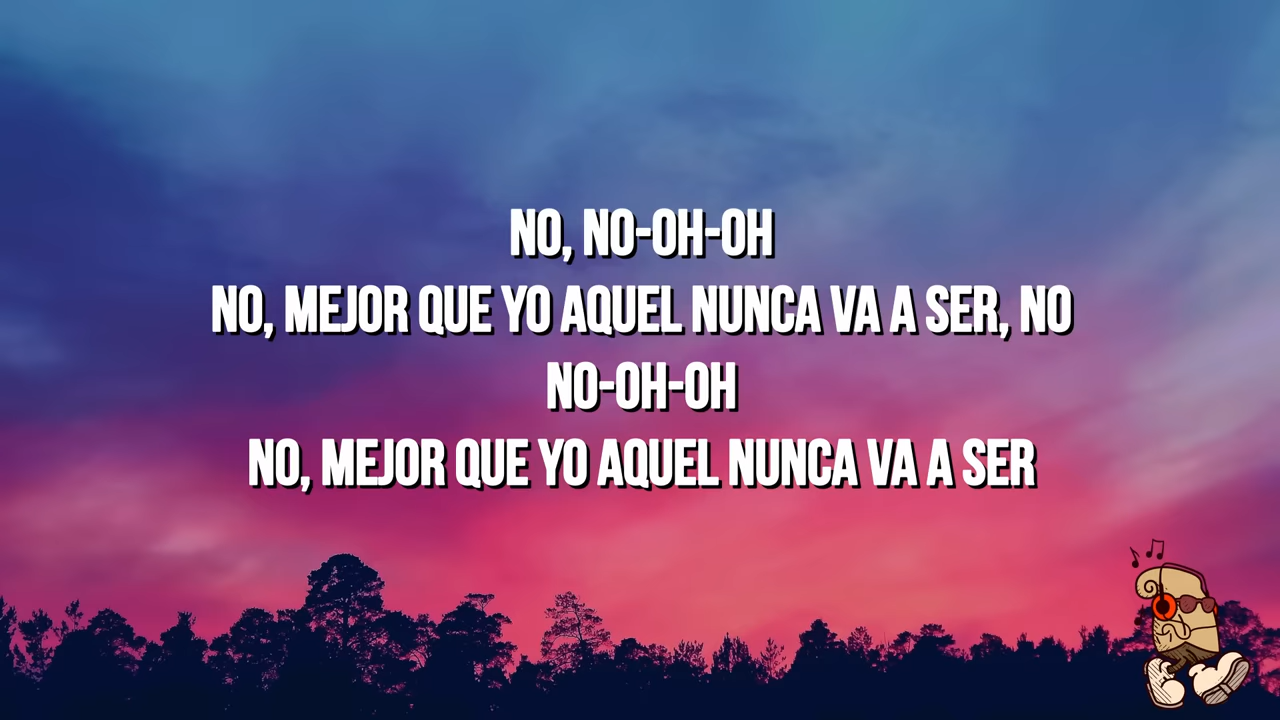 NO, NO-OH-OH
NO, MEJOR QUE YO AQUEL NUNCA VA A SER, NO
NO-OH-OH
NO, MEJOR QUE YO AQUEL NUNCA VA A SER